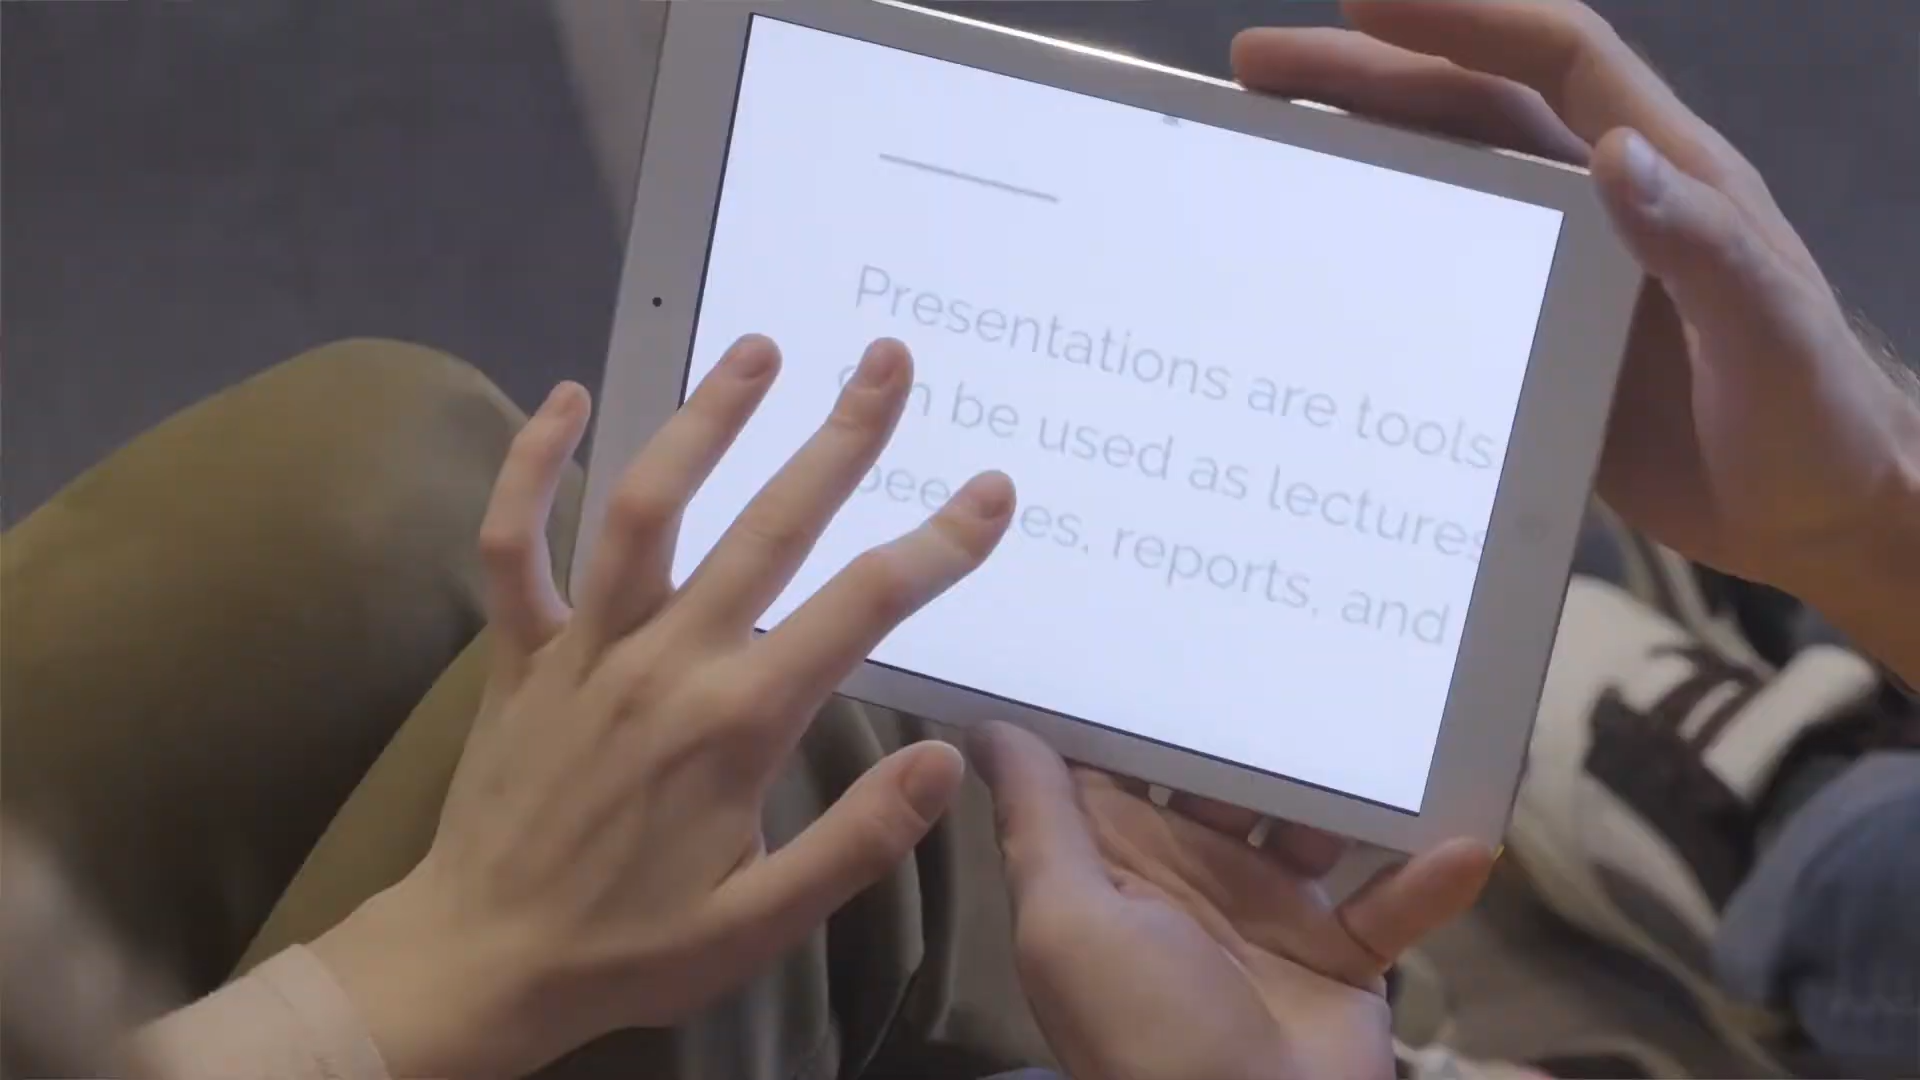 Presentations are tools
be used as lectures
reports, and